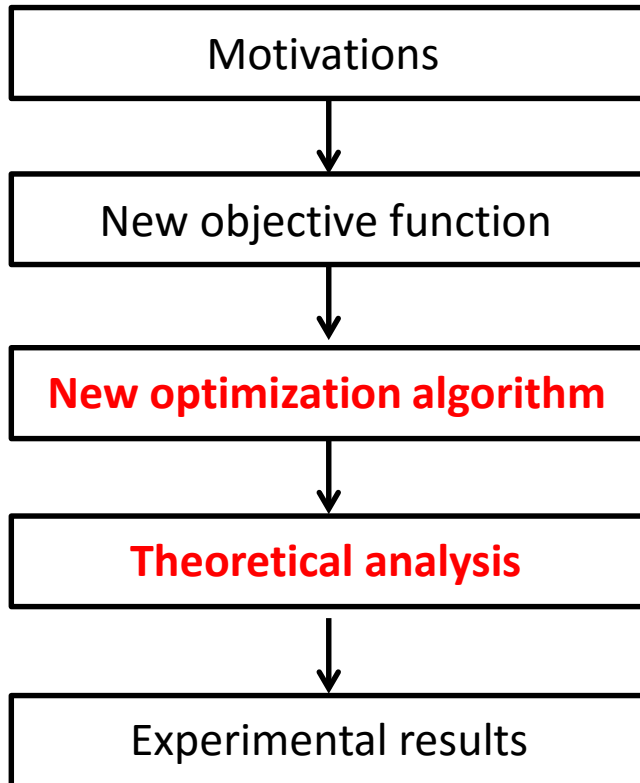 Motivations
New objective function
New optimization algorithm
Theoretical analysis
Experimental results